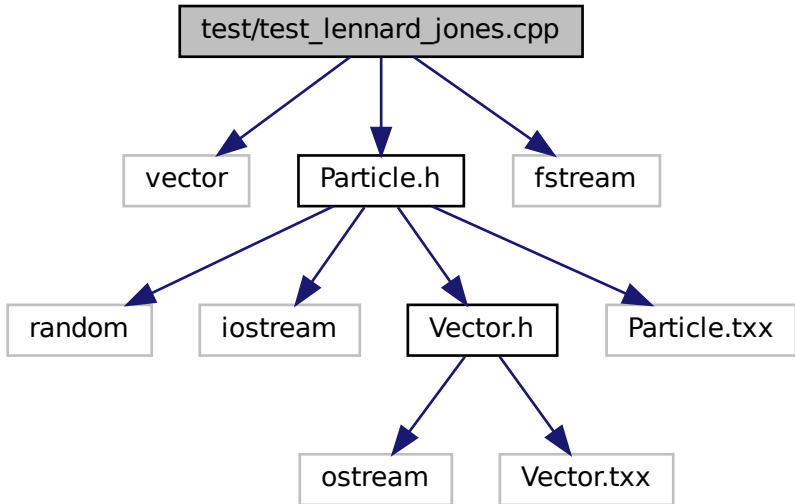 test/test_lennard_jones.cpp
vector
Particle.h
fstream
random
iostream
Vector.h
Particle.txx
ostream
Vector.txx